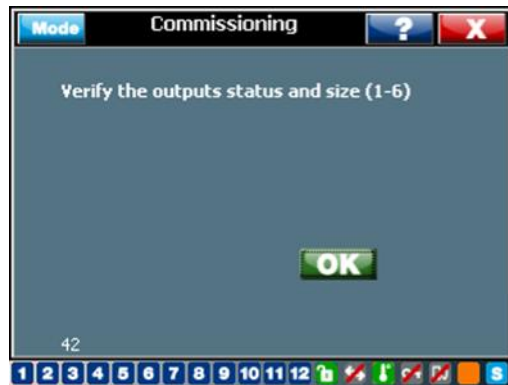 Mode Commissioning ? X
Verify the outputs status and size (1-6)
OK
42
1 2 3 4 5 6 7 8 9 10 11 12 S